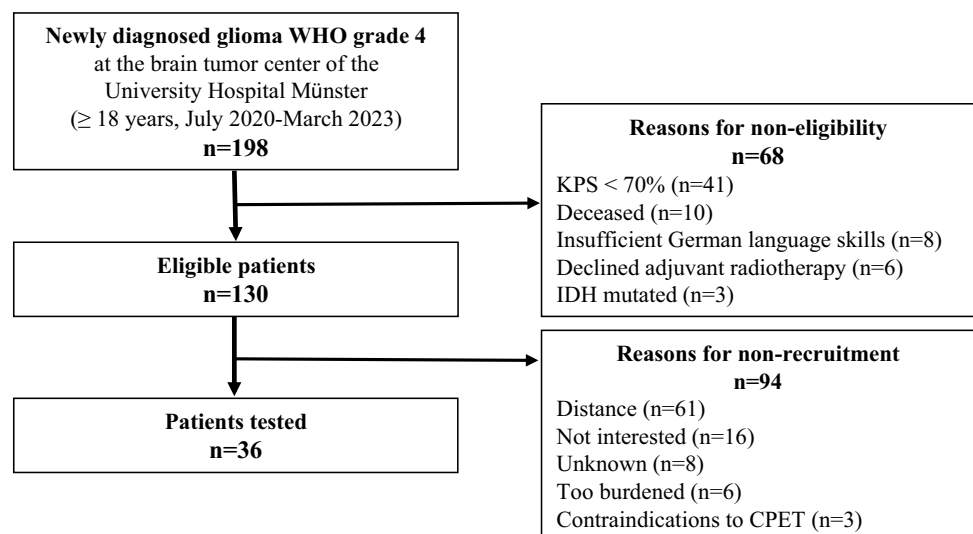 Newly diagnosed glioma WHO grade 4
at the brain tumor center of the
University Hospital Münster
(≥ 18 years, July 2020-March 2023)
n=198
Reasons for non-eligibility
n=68
KPS < 70% (n=41)
Deceased (n=10)
Insufficient German language skills (n=8)
Declined adjuvant radiotherapy (n=6)
IDH mutated (n=3)
Eligible patients
n=130
Reasons for non-recruitment
n=94
Distance (n=61)
Not interested (n=16)
Unknown (n=8)
Too burdened (n=6)
Contraindications to CPET (n=3)
Patients tested
n=36